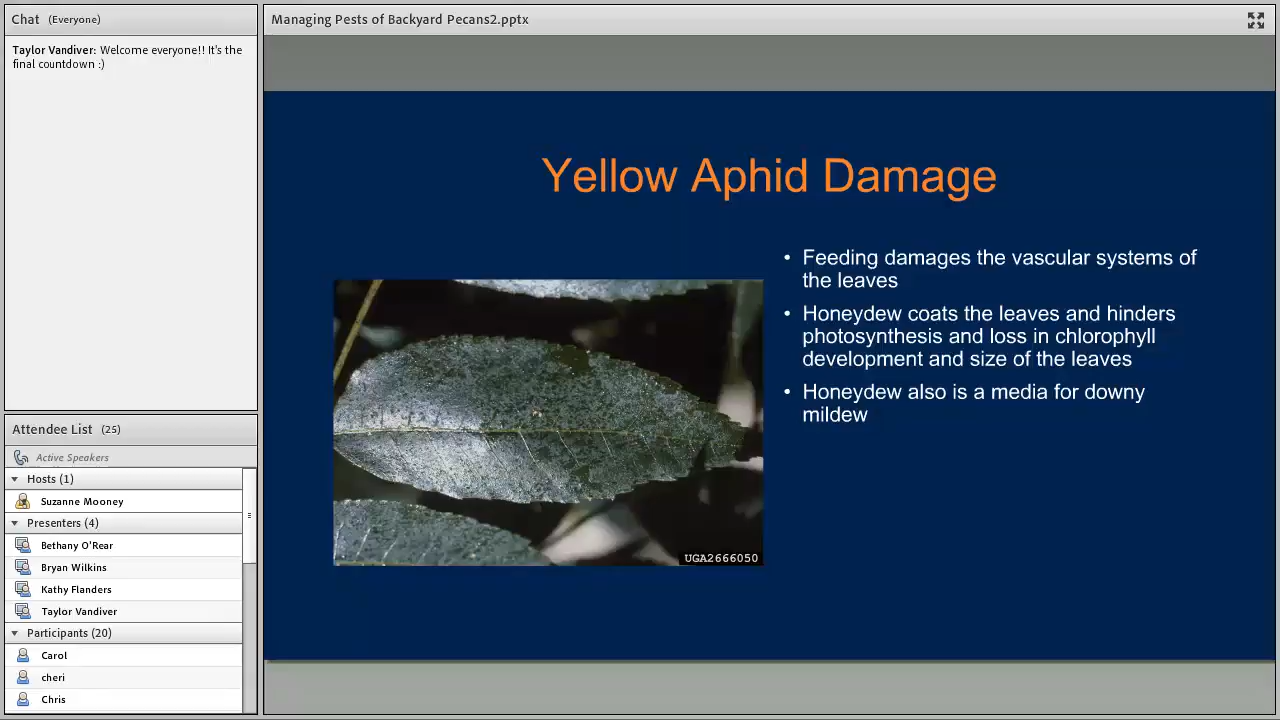 Chat (Everyone)
Taylor Vandiver: Welcome everyone!! It's the
final countdown :)
Attendee List (25)
Active Speakers
Hosts (1)
Suzanne Mooney
Presenters (4)
Bethany O'Rear
Bryan Wilkins
Kathy Flanders
Taylor Vandiver
Participants (20)
Carol
cheri
Chris
Managing Pests of Backyard Pecans2.pptx
Yellow Aphid Damage
• Feeding damages the vascular systems of
the leaves
• Honeydew coats the leaves and hinders
photosynthesis and loss in chlorophyll
development and size of the leaves
• Honeydew also is a media for downy
mildew
UGA2666050